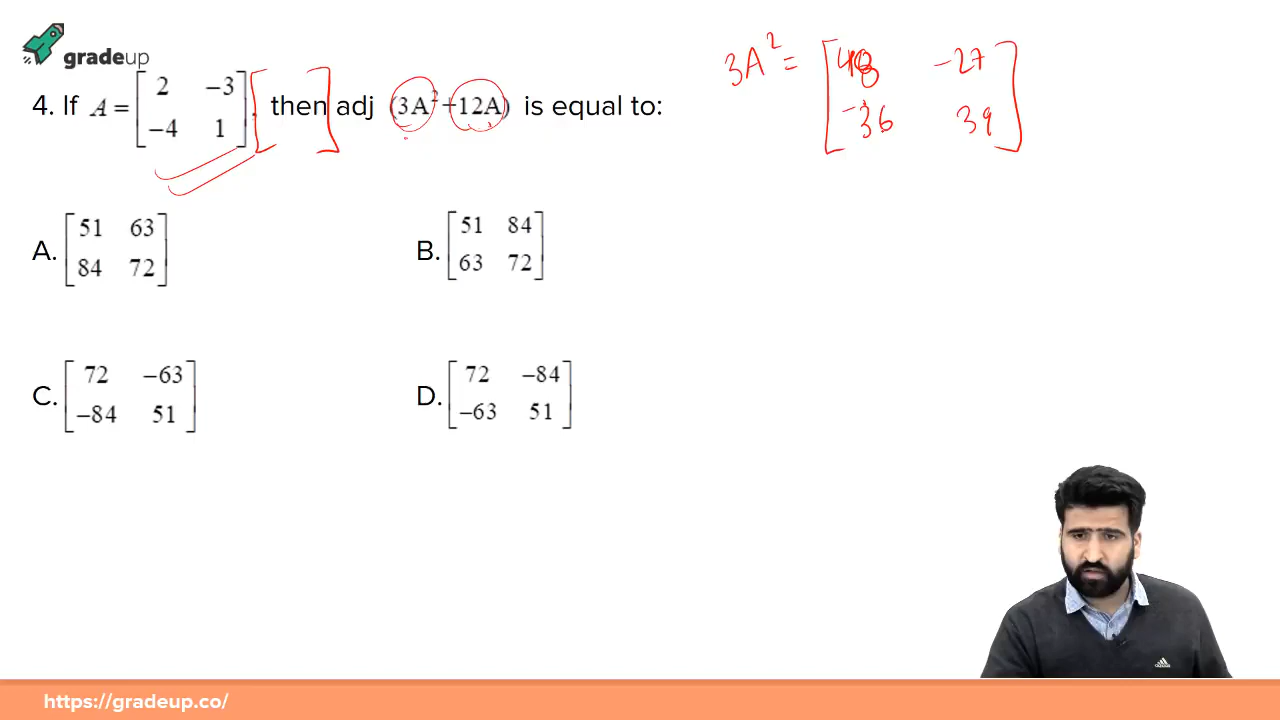 gradeup
4. If A = [ 2 −3 −4 1 ], [ ] then adj (3A²+12A) is equal to:
3A² = [ 48 −27
−36 39 ]
A. [ 51 63
84 72 ]
B. [ 51 84
63 72 ]
C. [ 72 −63
−84 51 ]
D. [ 72 −84
−63 51 ]
https://gradeup.co/